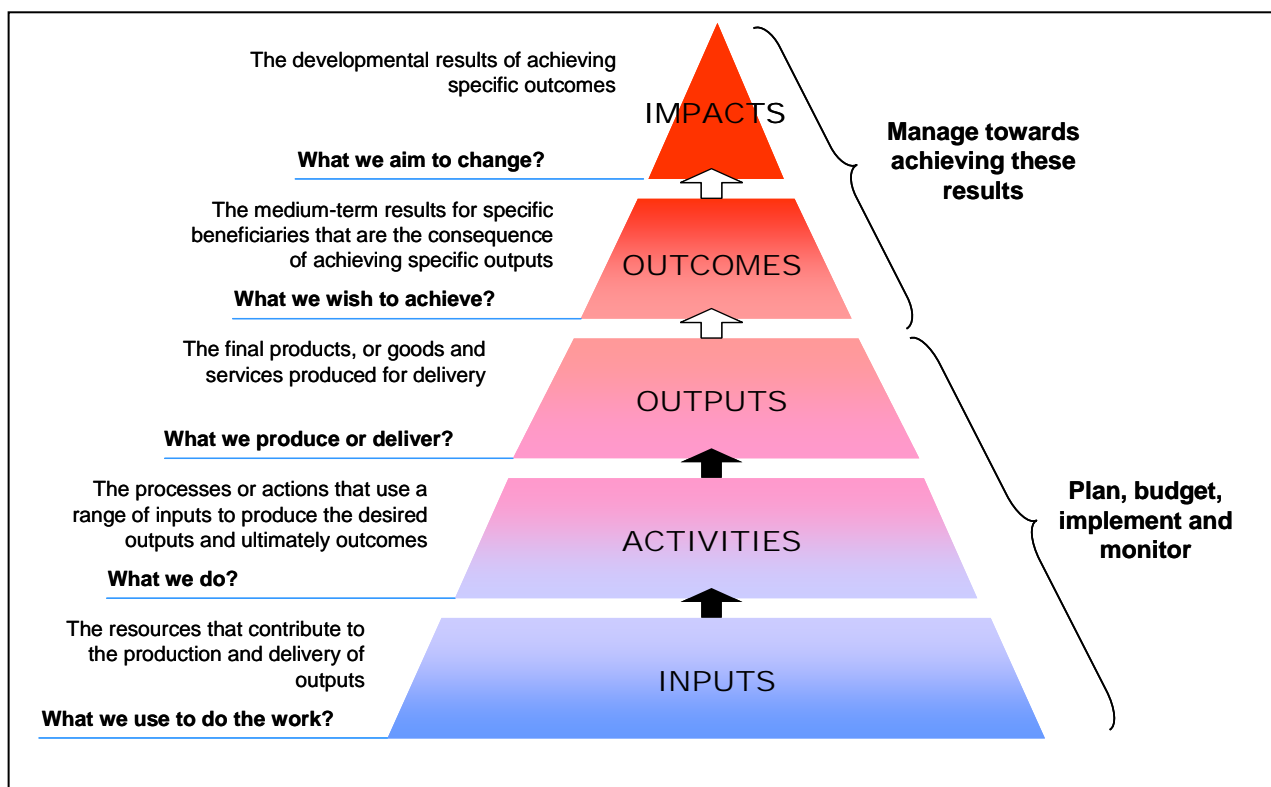 The developmental results of achieving
specific outcomes
IMPACTS
What we aim to change?
Manage towards
achieving these
results
The medium-term results for specific
beneficiaries that are the consequence
of achieving specific outputs
OUTCOMES
What we wish to achieve?
The final products, or goods and
services produced for delivery
OUTPUTS
What we produce or deliver?
The processes or actions that use a
range of inputs to produce the desired
outputs and ultimately outcomes
ACTIVITIES
What we do?
Plan, budget,
implement and
monitor
The resources that contribute to
the production and delivery of
outputs
INPUTS
What we use to do the work?